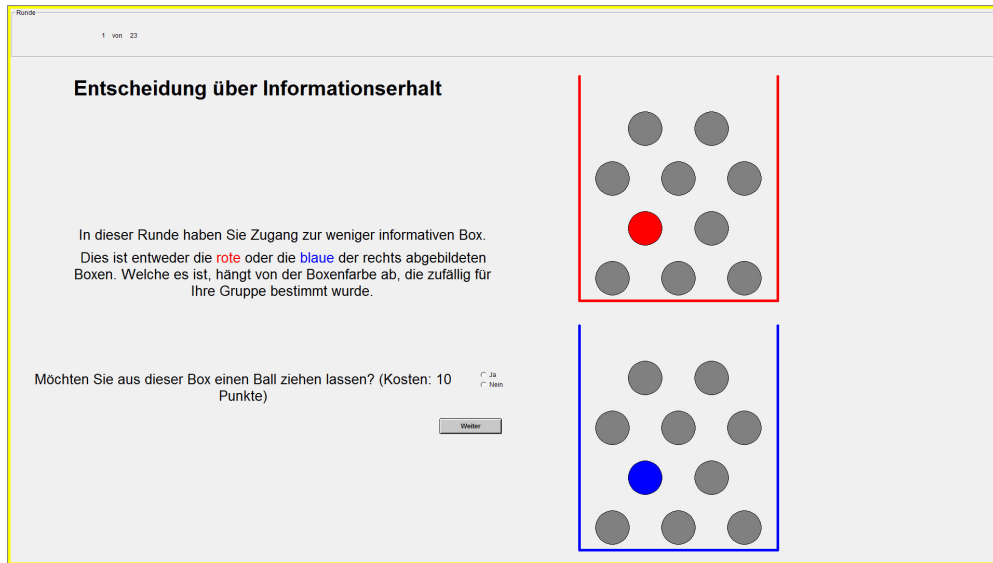 Runde
1 von 23
Entscheidung über Informationserhalt
In dieser Runde haben Sie Zugang zur weniger informativen Box.
Dies ist entweder die rote oder die blaue der rechts abgebildeten
Boxen. Welche es ist, hängt von der Boxenfarbe ab, die zufällig für
Ihre Gruppe bestimmt wurde.
Möchten Sie aus dieser Box einen Ball ziehen lassen? (Kosten: 10
Punkte)
Ja
Nein
Weiter